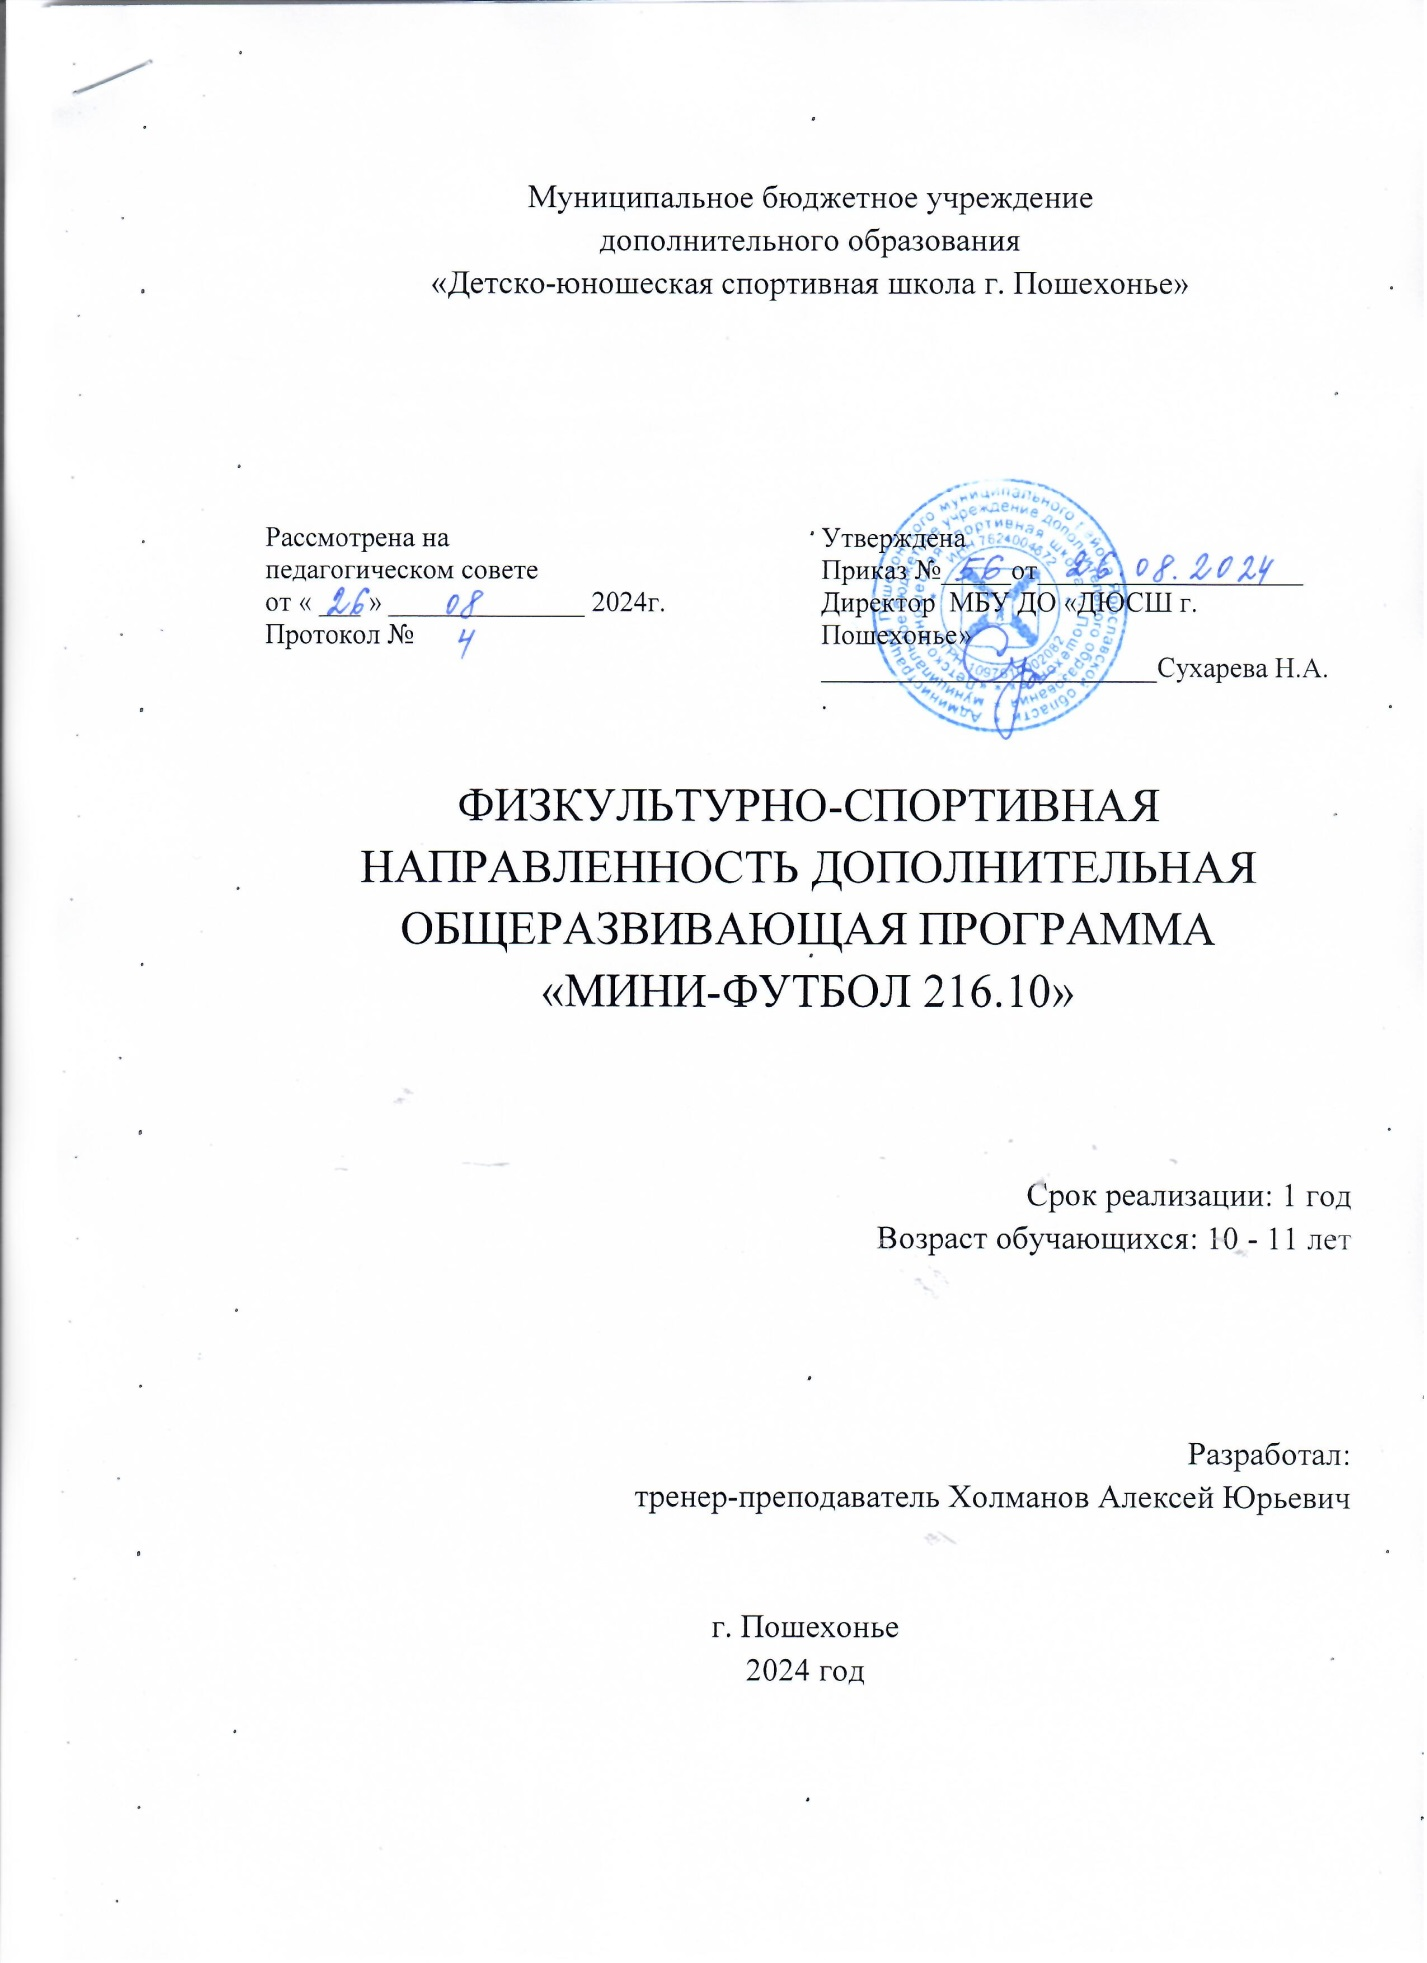 Муниципальное бюджетное учреждение
дополнительного образования
«Детско-юношеская спортивная школа г. Пошехонье»
Рассмотрена на
педагогическом совете
от « 26 » 08 2024г.
Протокол № 4
Утверждена
Приказ № 56 от 26.08.2024
Директор МБУ ДО «ДЮСШ г.
Пошехонье»
Сухарева Н.А.
ИНН 7624004672
ФИЗКУЛЬТУРНО-СПОРТИВНАЯ
НАПРАВЛЕННОСТЬ ДОПОЛНИТЕЛЬНАЯ
ОБЩЕРАЗВИВАЮЩАЯ ПРОГРАММА
«МИНИ-ФУТБОЛ 216.10»
Срок реализации: 1 год
Возраст обучающихся: 10 - 11 лет
Разработал:
тренер-преподаватель Холманов Алексей Юрьевич
г. Пошехонье
2024 год